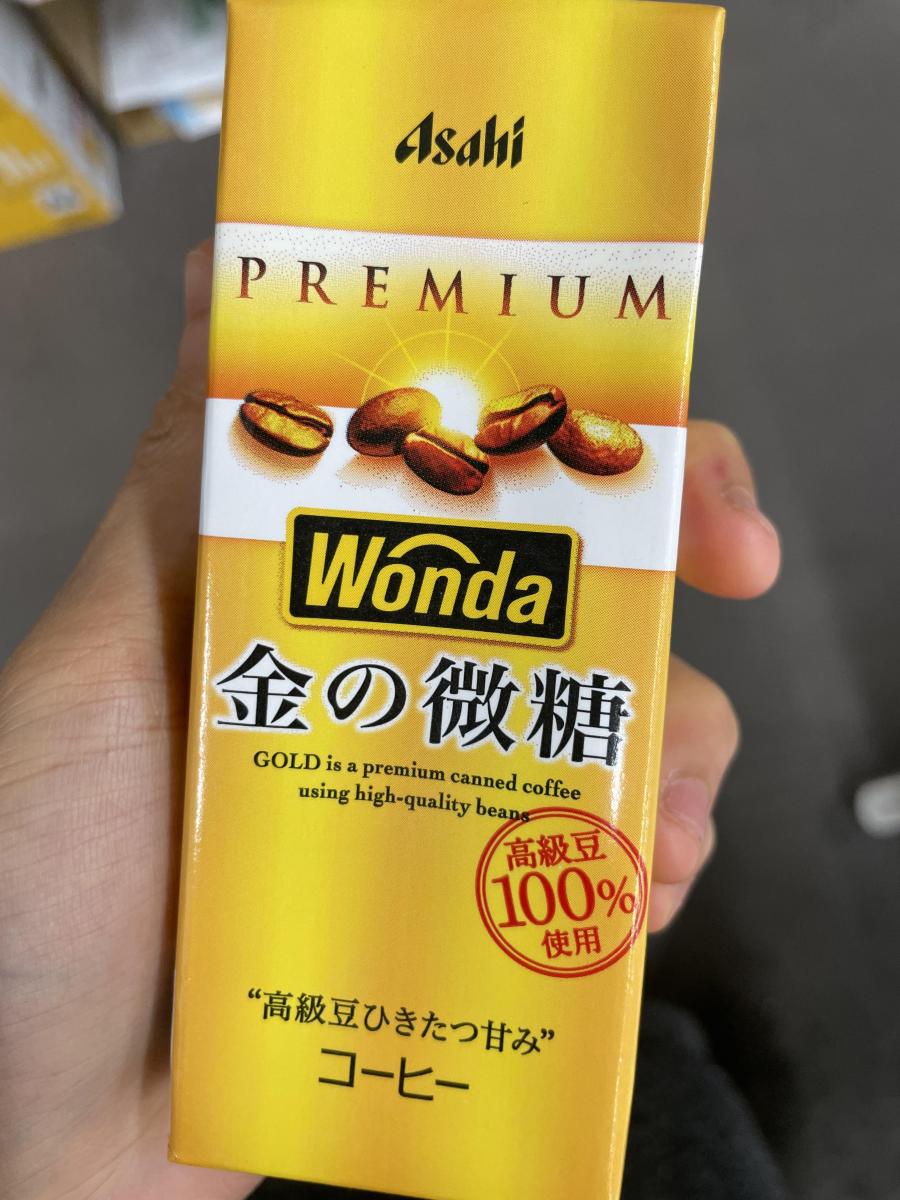 Asahi
PREMIUM
Wonda
金の微糖
GOLD is a premium canned coffee
using high-quality beans
高級豆
100%
使用
“高級豆ひきたつ甘み”
コーヒー